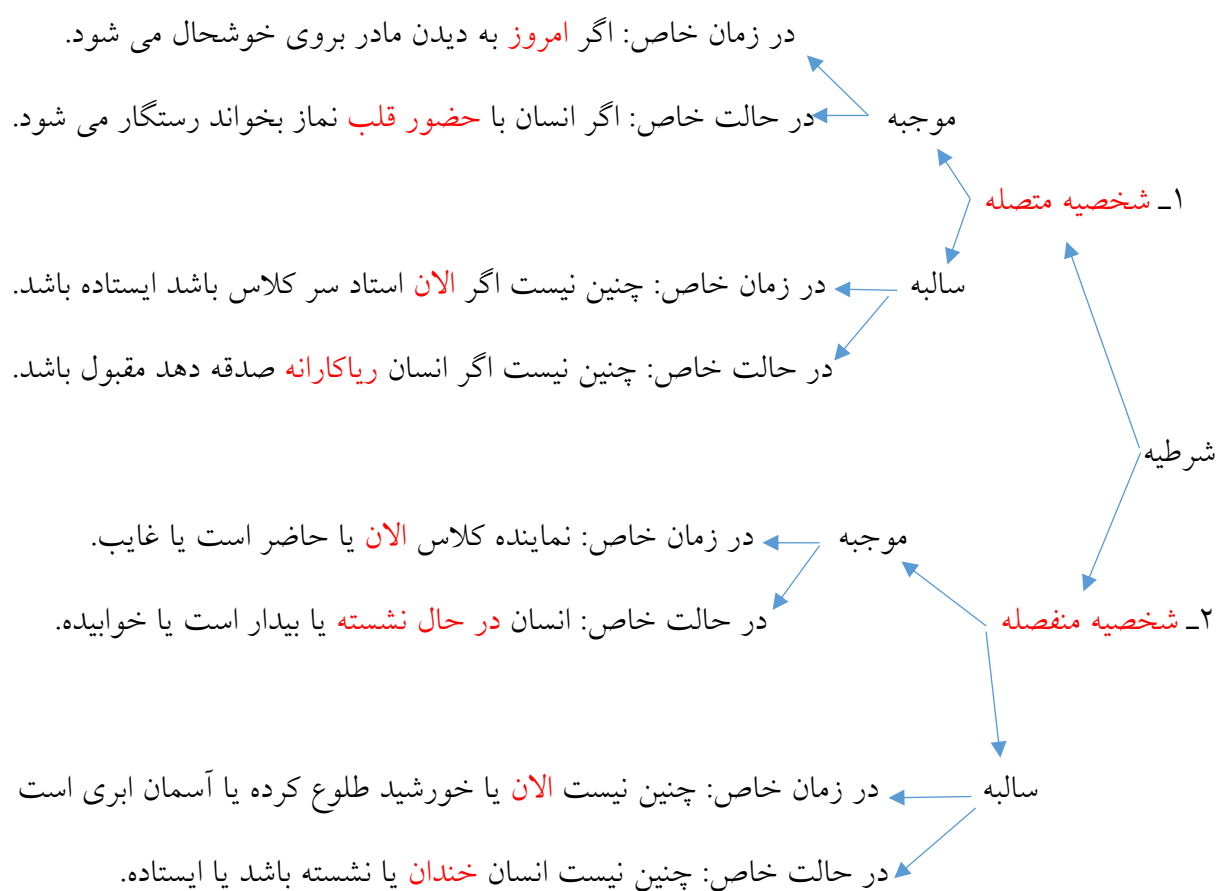 در زمان خاص: اگر امروز به دیدن مادر بروی خوشحال می شود.
موجبه در حالت خاص: اگر انسان با حضور قلب نماز بخواند رستگار می شود.
۱ـ شخصیه متصله
سالبه در زمان خاص: چنین نیست اگر الان استاد سر کلاس باشد ایستاده باشد.
در حالت خاص: چنین نیست اگر انسان ریاکارانه صدقه دهد مقبول باشد.
شرطیه
موجبه در زمان خاص: نماینده کلاس الان یا حاضر است یا غایب.
۲ـ شخصیه منفصله در حالت خاص: انسان در حال نشسته یا بیدار است یا خوابیده.
سالبه در زمان خاص: چنین نیست الان یا خورشید طلوع کرده یا آسمان ابری است
در حالت خاص: چنین نیست انسان خندان یا نشسته باشد یا ایستاده.